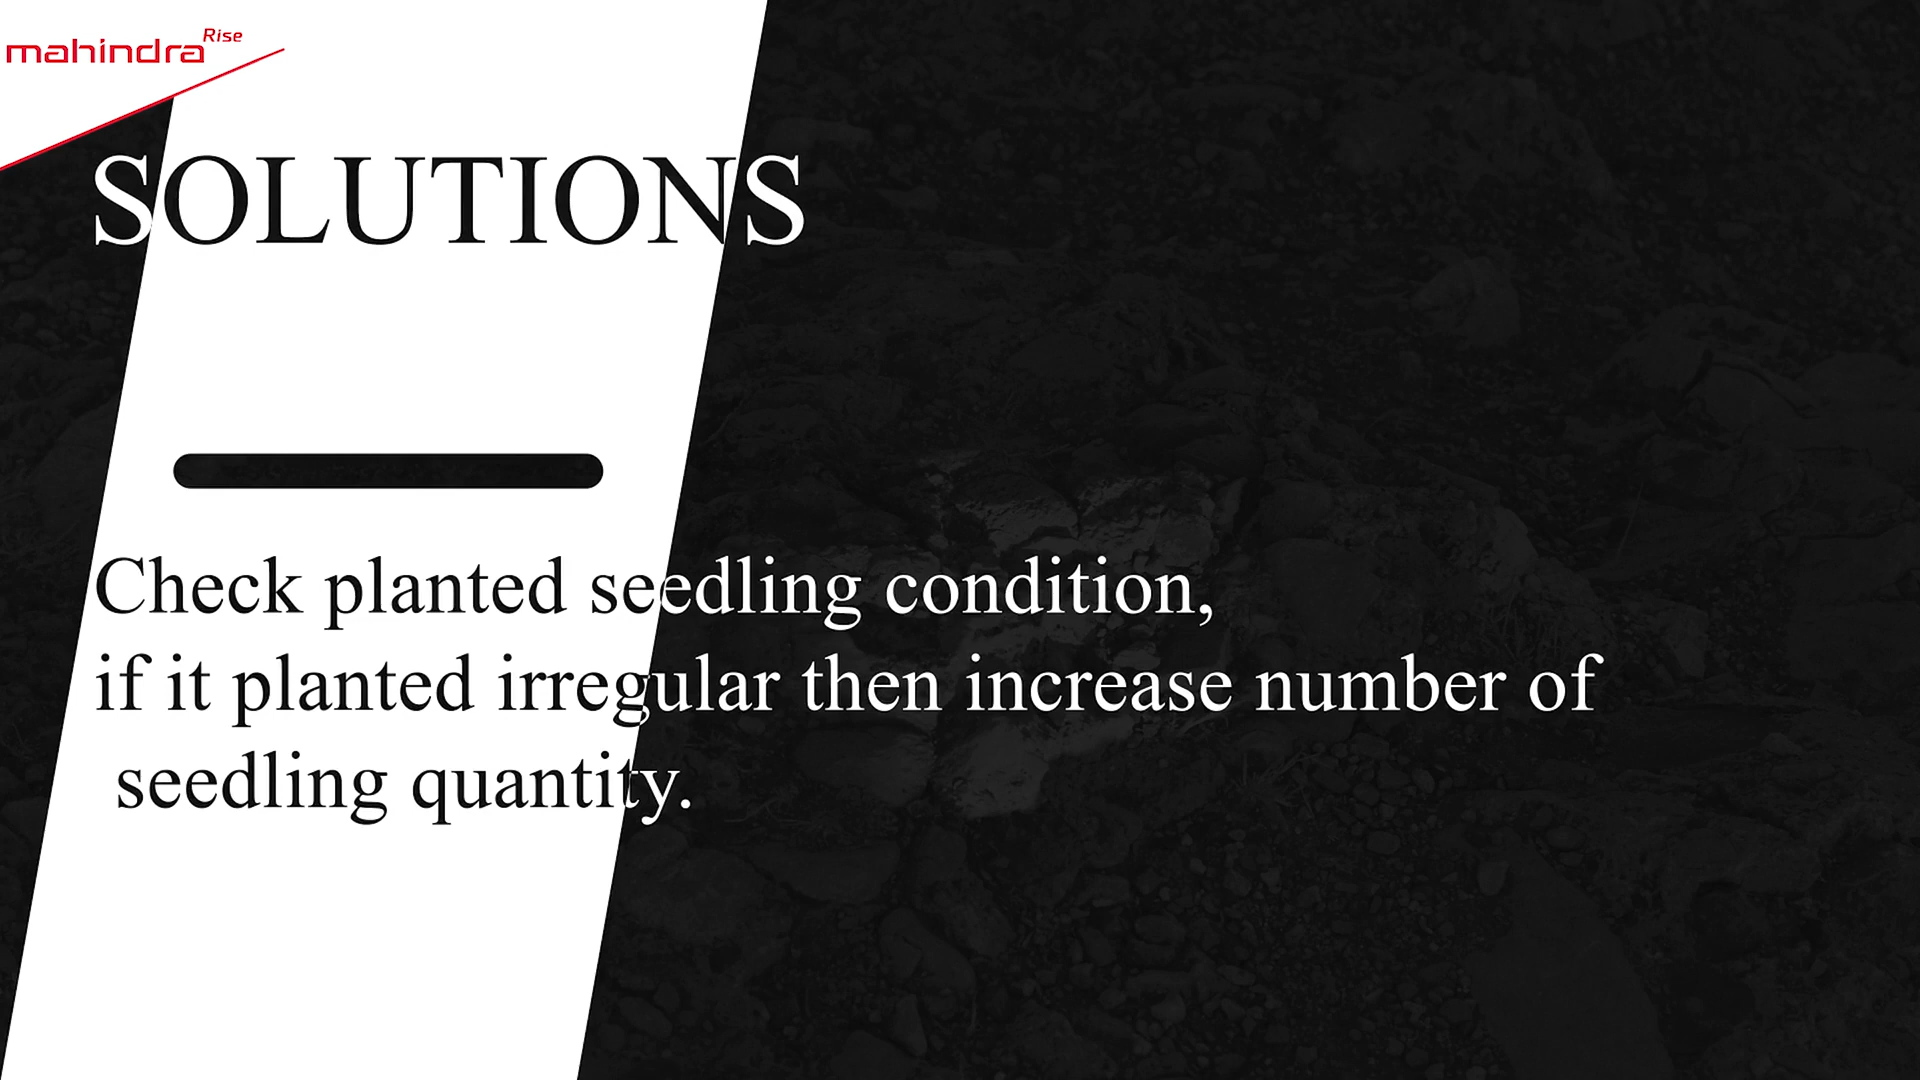 mahindra Rise
SOLUTIONS
Check planted seedling condition,
if it planted irregular then increase number of
seedling quantity.